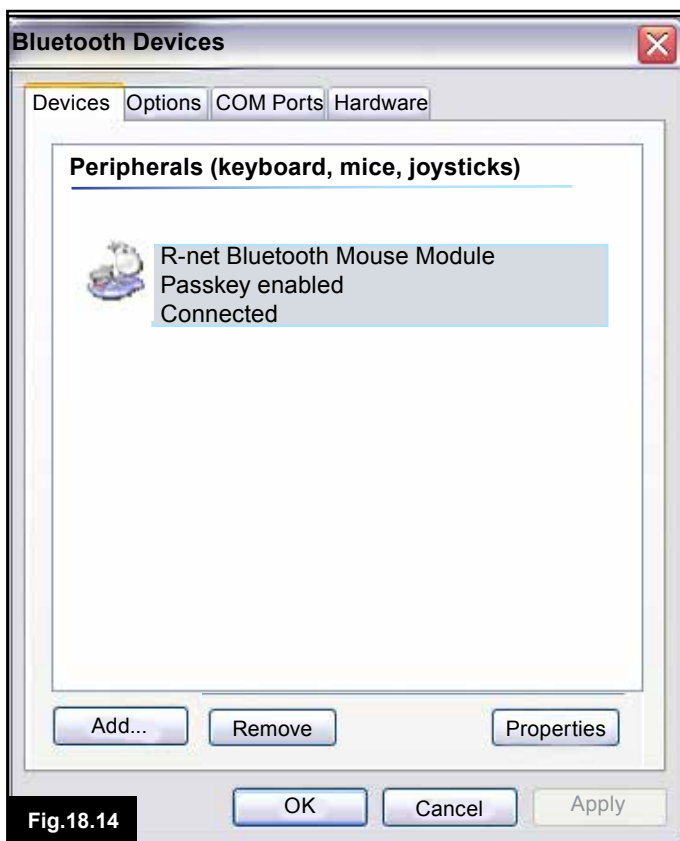 Bluetooth Devices
Devices Options COM Ports Hardware
Peripherals (keyboard, mice, joysticks)
R-net Bluetooth Mouse Module
Passkey enabled
Connected
Add... Remove Properties
OK Cancel Apply
Fig.18.14